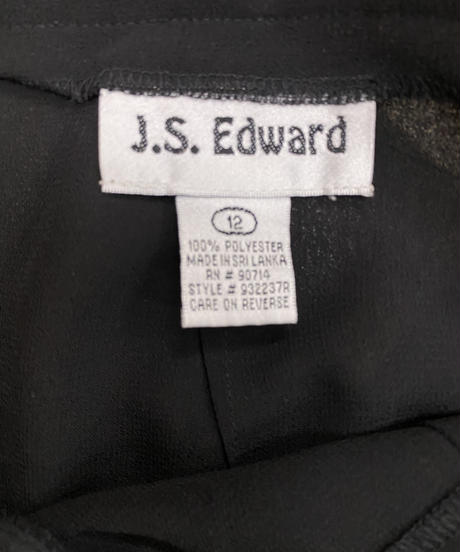 J.S. Edward
12
100% POLYESTER
MADE IN SRI LANKA
RN # 90714
STYLE # 932237R
CARE ON REVERSE